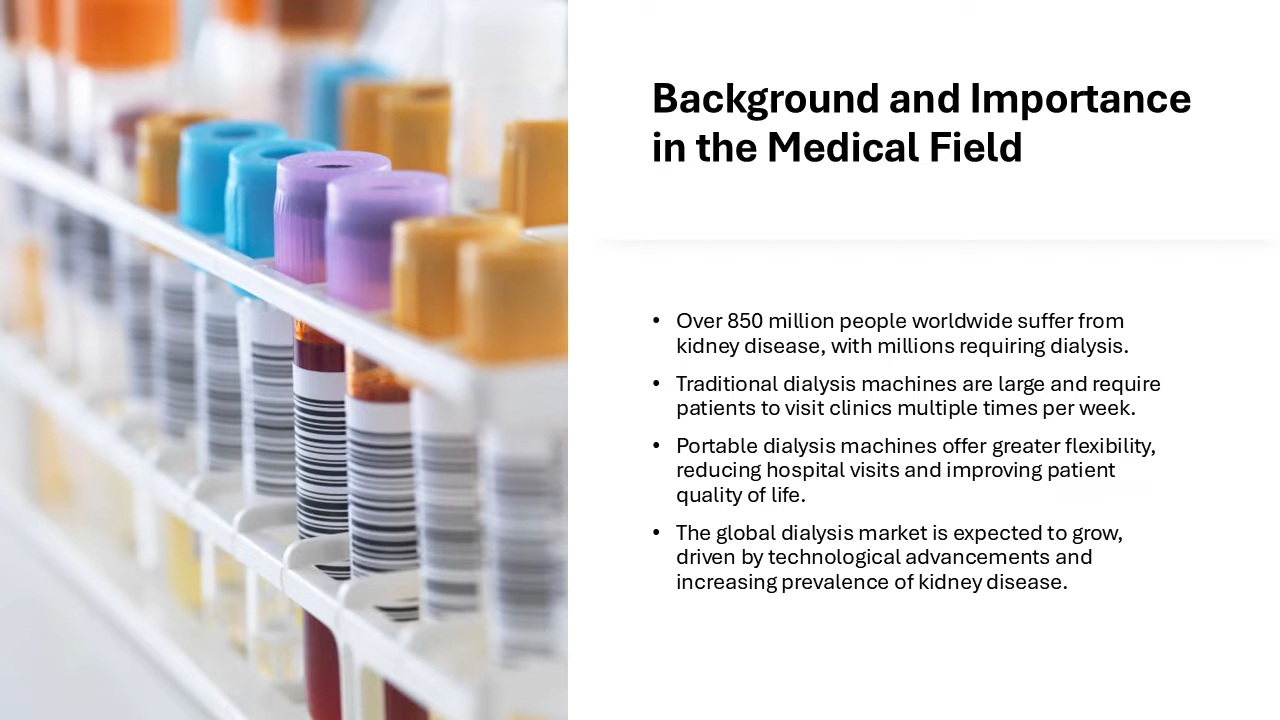 Background and Importance
in the Medical Field
• Over 850 million people worldwide suffer from
kidney disease, with millions requiring dialysis.
• Traditional dialysis machines are large and require
patients to visit clinics multiple times per week.
• Portable dialysis machines offer greater flexibility,
reducing hospital visits and improving patient
quality of life.
• The global dialysis market is expected to grow,
driven by technological advancements and
increasing prevalence of kidney disease.